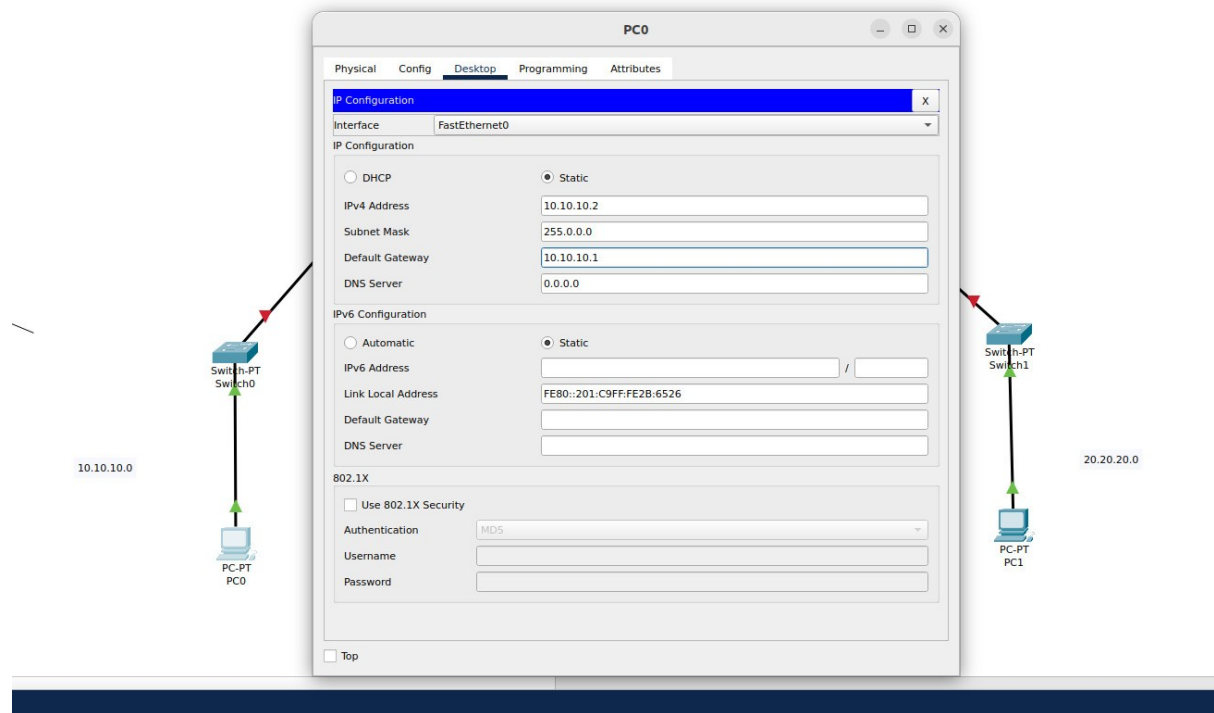 PC0
Physical Config Desktop Programming Attributes
IP Configuration X
Interface FastEthernet0
IP Configuration
DHCP Static
IPv4 Address 10.10.10.2
Subnet Mask 255.0.0.0
Default Gateway 10.10.10.1
DNS Server 0.0.0.0
IPv6 Configuration
Automatic Static
IPv6 Address /
Link Local Address FE80::201:C9FF:FE2B:6526
Default Gateway
DNS Server
802.1X
Use 802.1X Security
Authentication MD5
Username
Password
Top
Switch-PT
Switch0
10.10.10.0
PC-PT
PC0
Switch-PT
Switch1
20.20.20.0
PC-PT
PC1